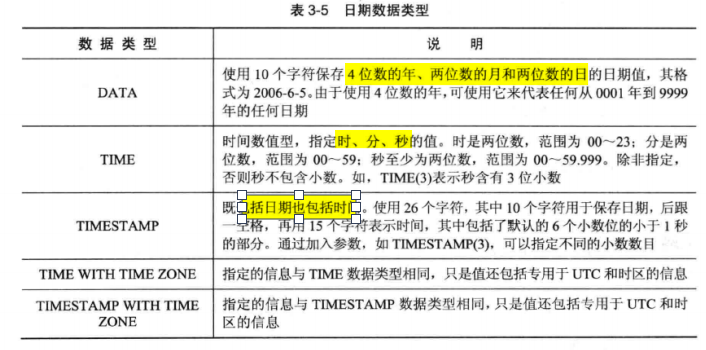 表 3-5 日期数据类型
数 据 类 型 说 明
使用 10 个字符保存 4 位数的年、两位数的月和两位数的日的日期值，其格
DATA 式为 2006-6-5。由于使用 4 位数的年，可使用它来代表任何从 0001 年到 9999
年的任何日期
时间数值型，指定时、分、秒的值。时是两位数，范围为 00～23；分是两
TIME 位数，范围为 00～59；秒至少为两位数，范围为 00～59.999。除非指定，
否则秒不包含小数。如，TIME(3)表示秒含有 3 位小数
既包括日期也包括时间。使用 26 个字符，其中 10 个字符用于保存日期，后跟
TIMESTAMP 一空格，再用 15 个字符表示时间，其中包括了默认的 6 个小数位的小于 1 秒
的部分。通过加入参数，如 TIMESTAMP(3)，可以指定不同的小数数目
TIME WITH TIME ZONE 指定的信息与 TIME 数据类型相同，只是值还包括专用于 UTC 和时区的信息
TIMESTAMP WITH TIME 指定的信息与 TIMESTAMP 数据类型相同，只是值还包括专用于 UTC 和时
ZONE 区的信息